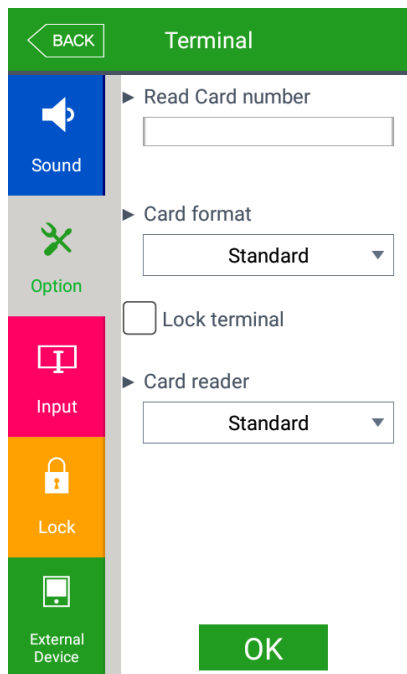 BACK
Terminal
Sound
Option
Input
Lock
External
Device
► Read Card number
► Card format
Standard
Lock terminal
► Card reader
Standard
OK